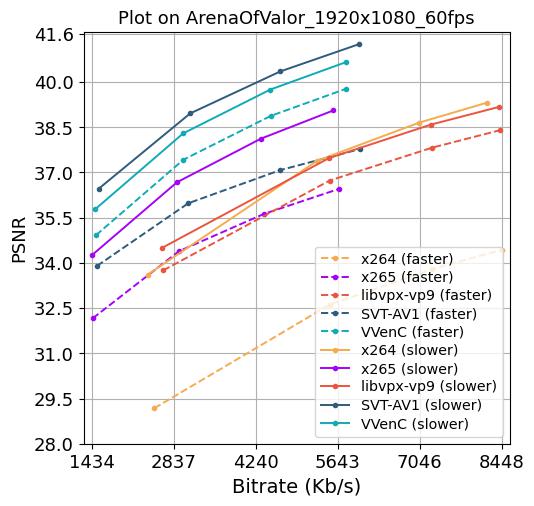 Plot on ArenaOfValor_1920x1080_60fps
41.6
40.0
38.5
37.0
35.5
34.0
32.5
31.0
29.5
28.0
PSNR
x264 (faster)
x265 (faster)
libvpx-vp9 (faster)
SVT-AV1 (faster)
VVenC (faster)
x264 (slower)
x265 (slower)
libvpx-vp9 (slower)
SVT-AV1 (slower)
VVenC (slower)
1434 2837 4240 5643 7046 8448
Bitrate (Kb/s)